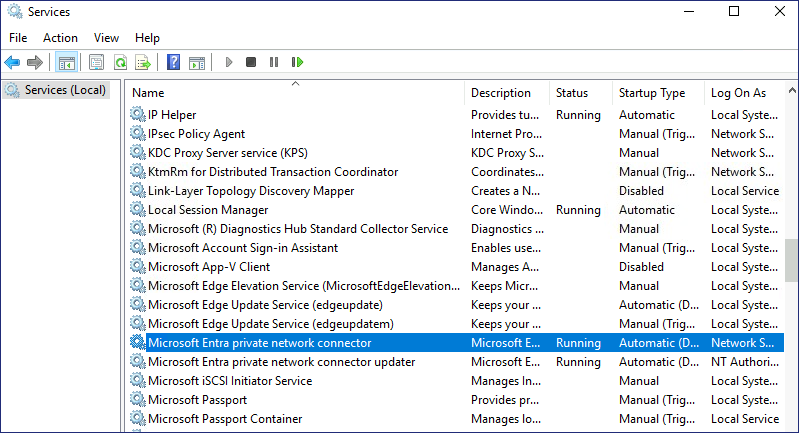 Services
File Action View Help
Services (Local)
Name Description Status Startup Type Log On As
IP Helper Provides tu... Running Automatic Local Syste...
IPsec Policy Agent Internet Pro... Manual (Trig... Network S...
KDC Proxy Server service (KPS) KDC Proxy S... Manual Network S...
KtmRm for Distributed Transaction Coordinator Coordinates... Manual (Trig... Network S...
Link-Layer Topology Discovery Mapper Creates a N... Disabled Local Service
Local Session Manager Core Windo... Running Automatic Local Syste...
Microsoft (R) Diagnostics Hub Standard Collector Service Diagnostics ... Manual Local Syste...
Microsoft Account Sign-in Assistant Enables use... Manual (Trig... Local Syste...
Microsoft App-V Client Manages A... Disabled Local Syste...
Microsoft Edge Elevation Service (MicrosoftEdgeElevation... Keeps Micr... Manual Local Syste...
Microsoft Edge Update Service (edgeupdate) Keeps your ... Automatic (D... Local Syste...
Microsoft Edge Update Service (edgeupdatem) Keeps your ... Manual (Trig... Local Syste...
Microsoft Entra private network connector Microsoft E... Running Automatic (D... Network S...
Microsoft Entra private network connector updater Microsoft E... Running Automatic (D... NT Authori...
Microsoft iSCSI Initiator Service Manages In... Manual Local Syste...
Microsoft Passport Provides pr... Manual (Trig... Local Syste...
Microsoft Passport Container Manages lo... Manual (Trig... Local Service